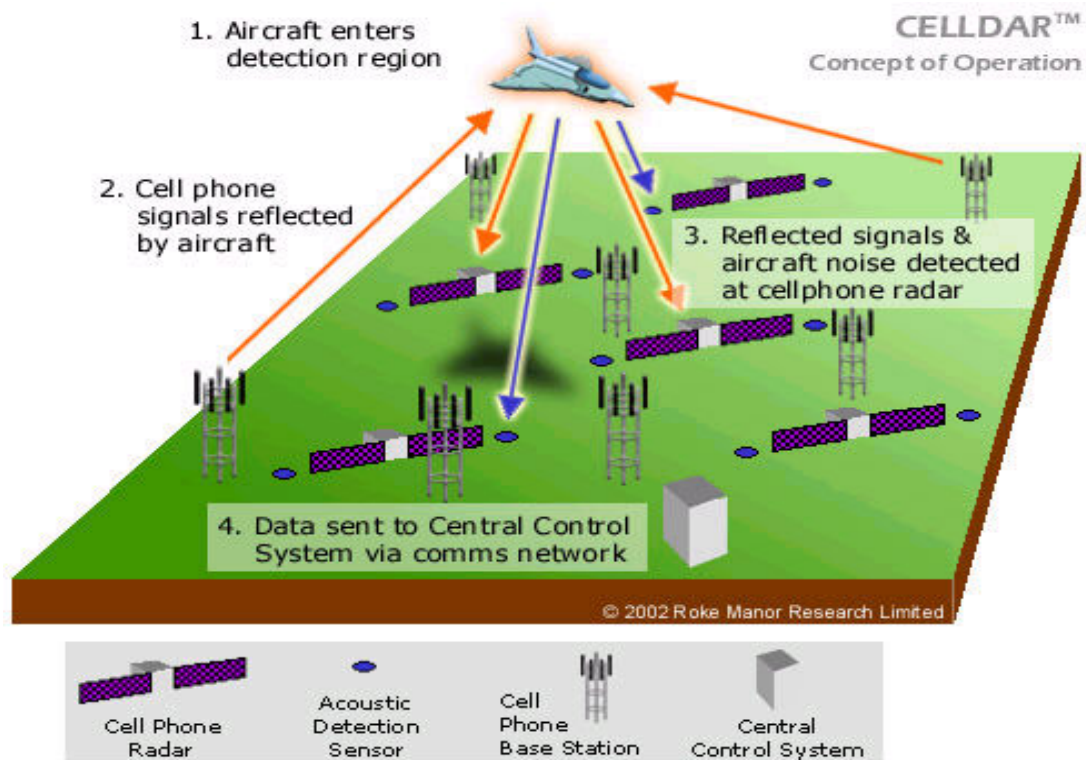 CELLDAR™
Concept of Operation
1. Aircraft enters
detection region
2. Cell phone
signals reflected
by aircraft
3. Reflected signals &
aircraft noise detected
at cellphone radar
4. Data sent to Central Control
System via comms network
© 2002 Roke Manor Research Limited
Cell Phone
Radar
Acoustic
Detection
Sensor
Cell
Phone
Base Station
Central
Control System